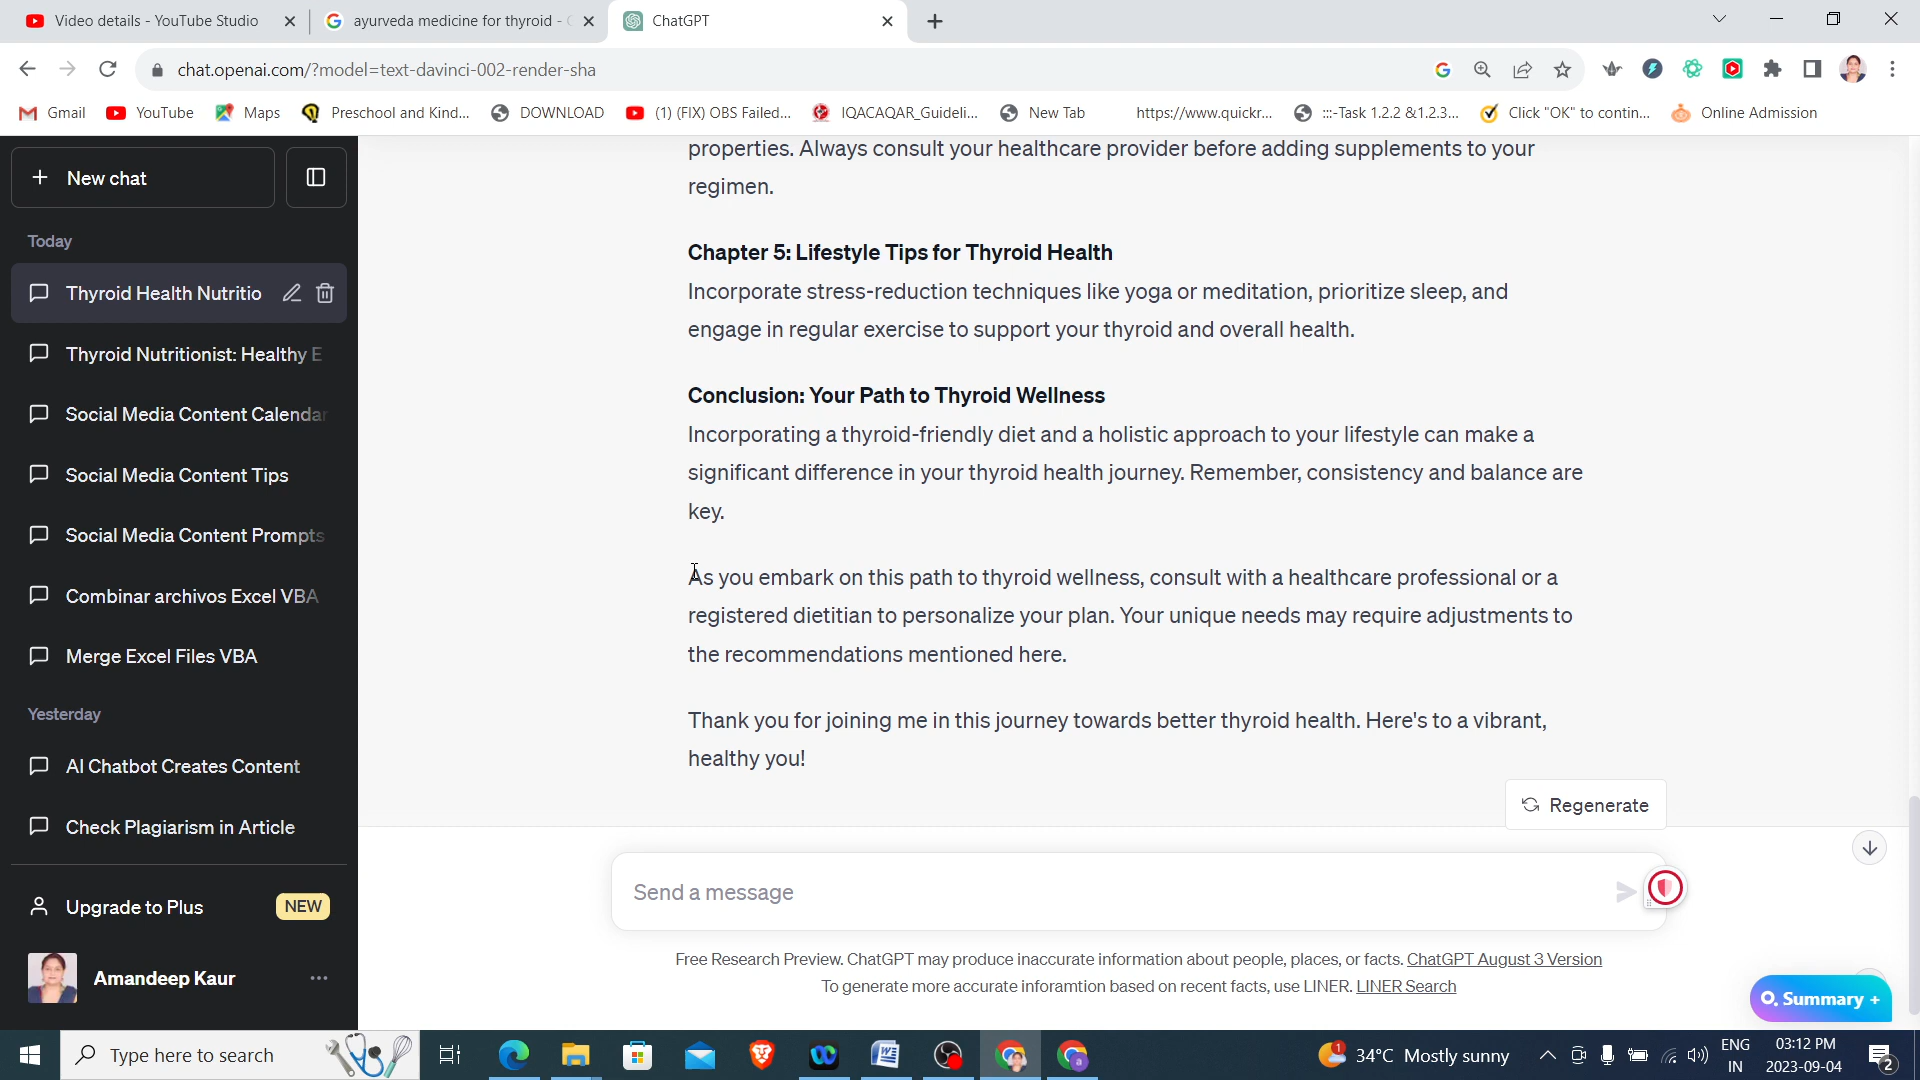 Video details - YouTube Studio
ayurveda medicine for thyroid -
ChatGPT
chat.openai.com/?model=text-davinci-002-render-sha
Gmail
YouTube
Maps
Preschool and Kind...
DOWNLOAD
(1) (FIX) OBS Failed...
IQACAQAR_Guideli...
New Tab
https://www.quickr...
:::-Task 1.2.2 &1.2.3...
Click "OK" to contin...
Online Admission
New chat
Today
Thyroid Health Nutritio
Thyroid Nutritionist: Healthy E
Social Media Content Calendar
Social Media Content Tips
Social Media Content Prompts
Combinar archivos Excel VBA
Merge Excel Files VBA
Yesterday
AI Chatbot Creates Content
Check Plagiarism in Article
Upgrade to Plus
NEW
Amandeep Kaur
properties. Always consult your healthcare provider before adding supplements to your
regimen.
Chapter 5: Lifestyle Tips for Thyroid Health
Incorporate stress-reduction techniques like yoga or meditation, prioritize sleep, and
engage in regular exercise to support your thyroid and overall health.
Conclusion: Your Path to Thyroid Wellness
Incorporating a thyroid-friendly diet and a holistic approach to your lifestyle can make a
significant difference in your thyroid health journey. Remember, consistency and balance are
key.
As you embark on this path to thyroid wellness, consult with a healthcare professional or a
registered dietitian to personalize your plan. Your unique needs may require adjustments to
the recommendations mentioned here.
Thank you for joining me in this journey towards better thyroid health. Here's to a vibrant,
healthy you!
Regenerate
Send a message
Free Research Preview. ChatGPT may produce inaccurate information about people, places, or facts. ChatGPT August 3 Version
To generate more accurate inforamtion based on recent facts, use LINER. LINER Search
Summary +
Type here to search
34°C Mostly sunny
ENG
IN
03:12 PM
2023-09-04
2